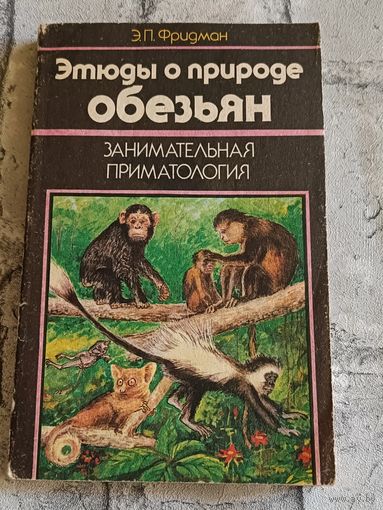 Э.П. Фридман
Этюды о природе
обезьян
ЗАНИМАТЕЛЬНАЯ
ПРИМАТОЛОГИЯ